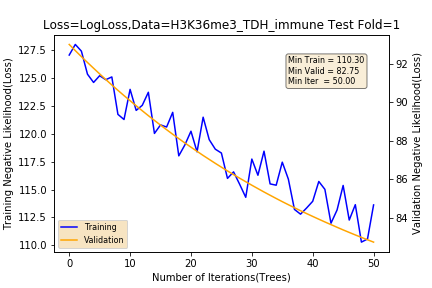 Loss=LogLoss,Data=H3K36me3_TDH_immune Test Fold=1
Training Negative Likelihood(Loss)
127.5
125.0
122.5
120.0
117.5
115.0
112.5
110.0
Min Train = 110.30
Min Valid = 82.75
Min Iter = 50.00
Training
Validation
92
90
88
86
84
Validation Negative Likelihood(Loss)
0
10
20
30
40
50
Number of Iterations(Trees)